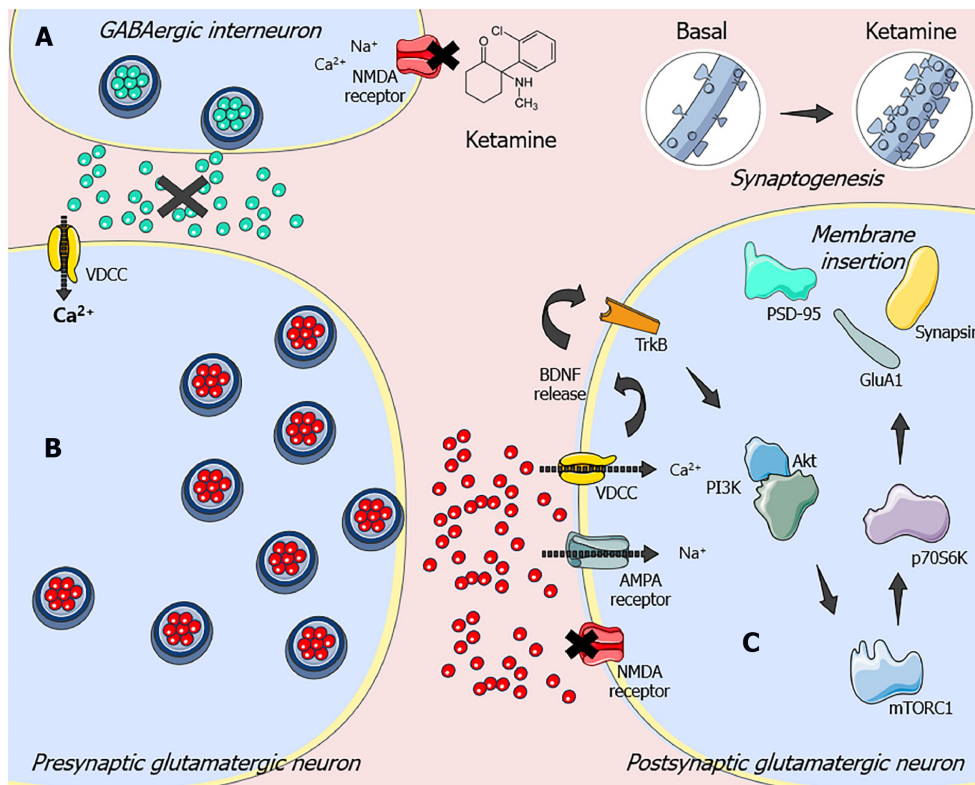 A
GABAergic interneuron
Na⁺
Ca²⁺
NMDA
receptor
Cl
O
NH
CH₃
Ketamine
Basal
Ketamine
Synaptogenesis
VDCC
Ca²⁺
B
Presynaptic glutamatergic neuron
Membrane
insertion
PSD-95
Synapsin
GluA1
TrkB
BDNF
release
VDCC
Ca²⁺
PI3K
Akt
AMPA
receptor
Na⁺
p70S6K
NMDA
receptor
C
mTORC1
Postsynaptic glutamatergic neuron